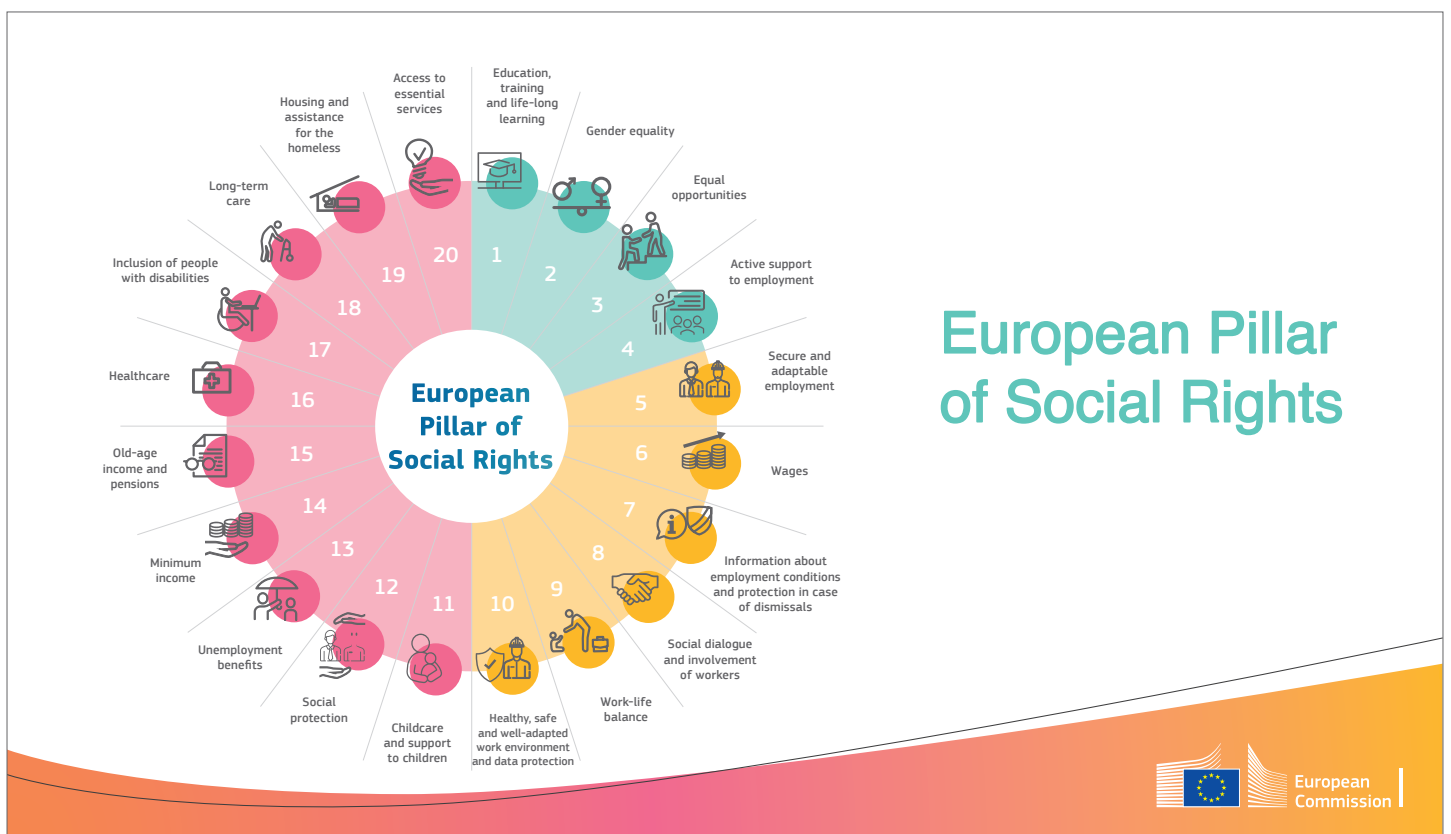 Education,
training
and life-long
learning
Gender equality
Equal
opportunities
Active support
to employment
Secure and
adaptable
employment
Wages
Information about
employment conditions
and protection in case
of dismissals
Social dialogue
and involvement
of workers
Work-life
balance
Healthy, safe
and well-adapted
work environment
and data protection
Childcare
and support
to children
Social
protection
Unemployment
benefits
Minimum
income
Old-age
income and
pensions
Healthcare
Inclusion of people
with disabilities
Long-term
care
Housing and
assistance
for the
homeless
Access to
essential
services
1
2
3
4
5
6
7
8
9
10
11
12
13
14
15
16
17
18
19
20
European
Pillar of
Social Rights
European Pillar
of Social Rights
European
Commission